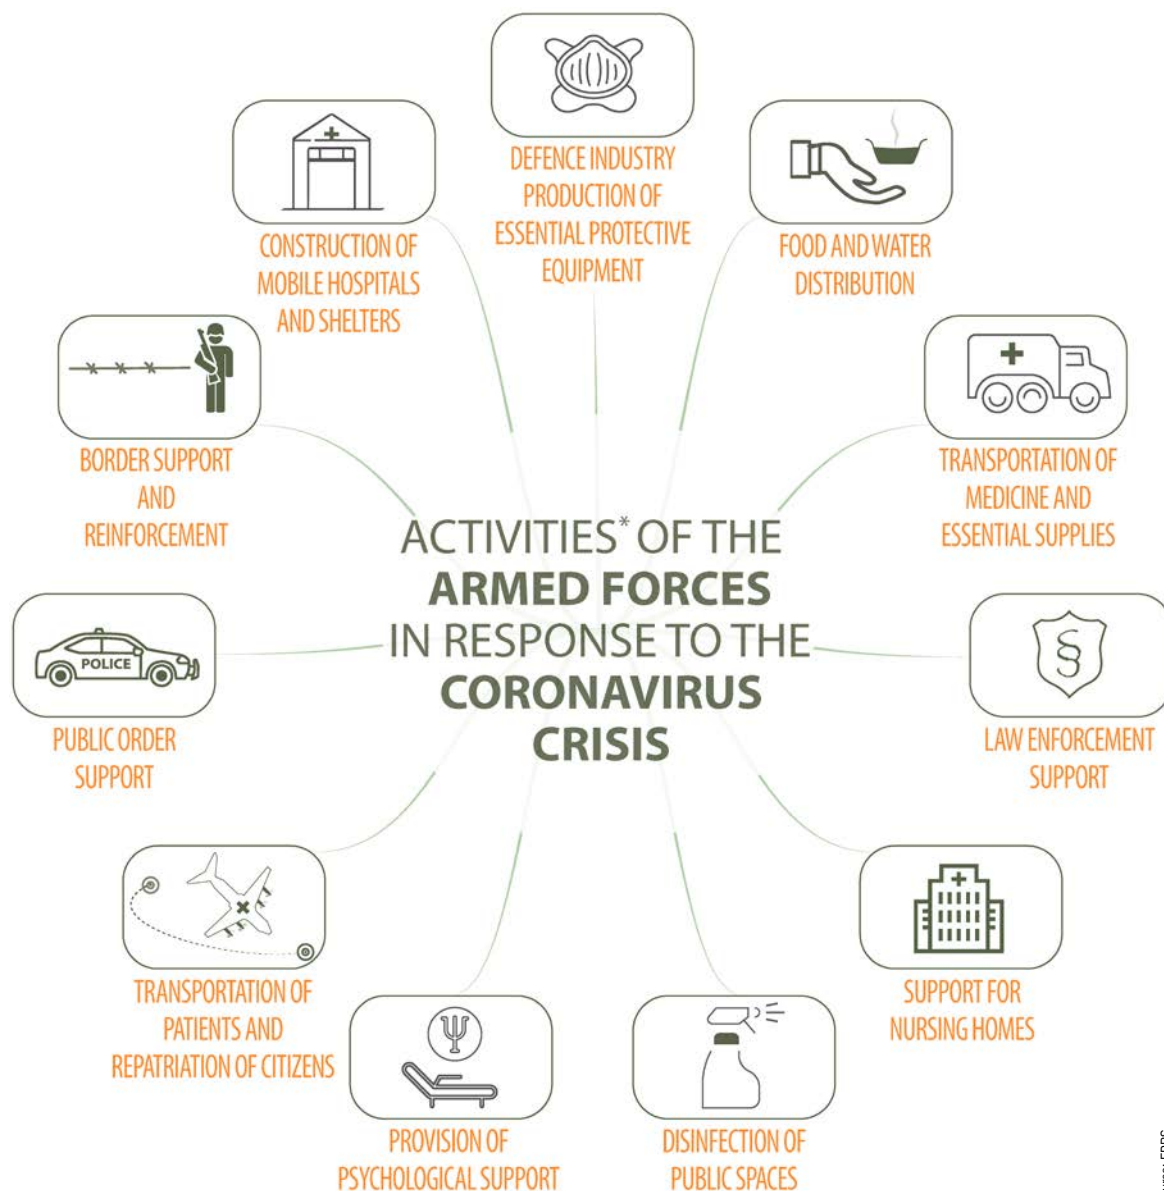 DEFENCE INDUSTRY
PRODUCTION OF
ESSENTIAL PROTECTIVE
EQUIPMENT
FOOD AND WATER
DISTRIBUTION
TRANSPORTATION OF
MEDICINE AND
ESSENTIAL SUPPLIES
LAW ENFORCEMENT
SUPPORT
SUPPORT FOR
NURSING HOMES
DISINFECTION OF
PUBLIC SPACES
PROVISION OF
PSYCHOLOGICAL SUPPORT
TRANSPORTATION OF
PATIENTS AND
REPATRIATION OF CITIZENS
POLICE
PUBLIC ORDER
SUPPORT
BORDER SUPPORT
AND
REINFORCEMENT
CONSTRUCTION OF
MOBILE HOSPITALS
AND SHELTERS
ACTIVITIES* OF THE
ARMED FORCES
IN RESPONSE TO THE
CORONAVIRUS
CRISIS
§
Ψ
EPRS